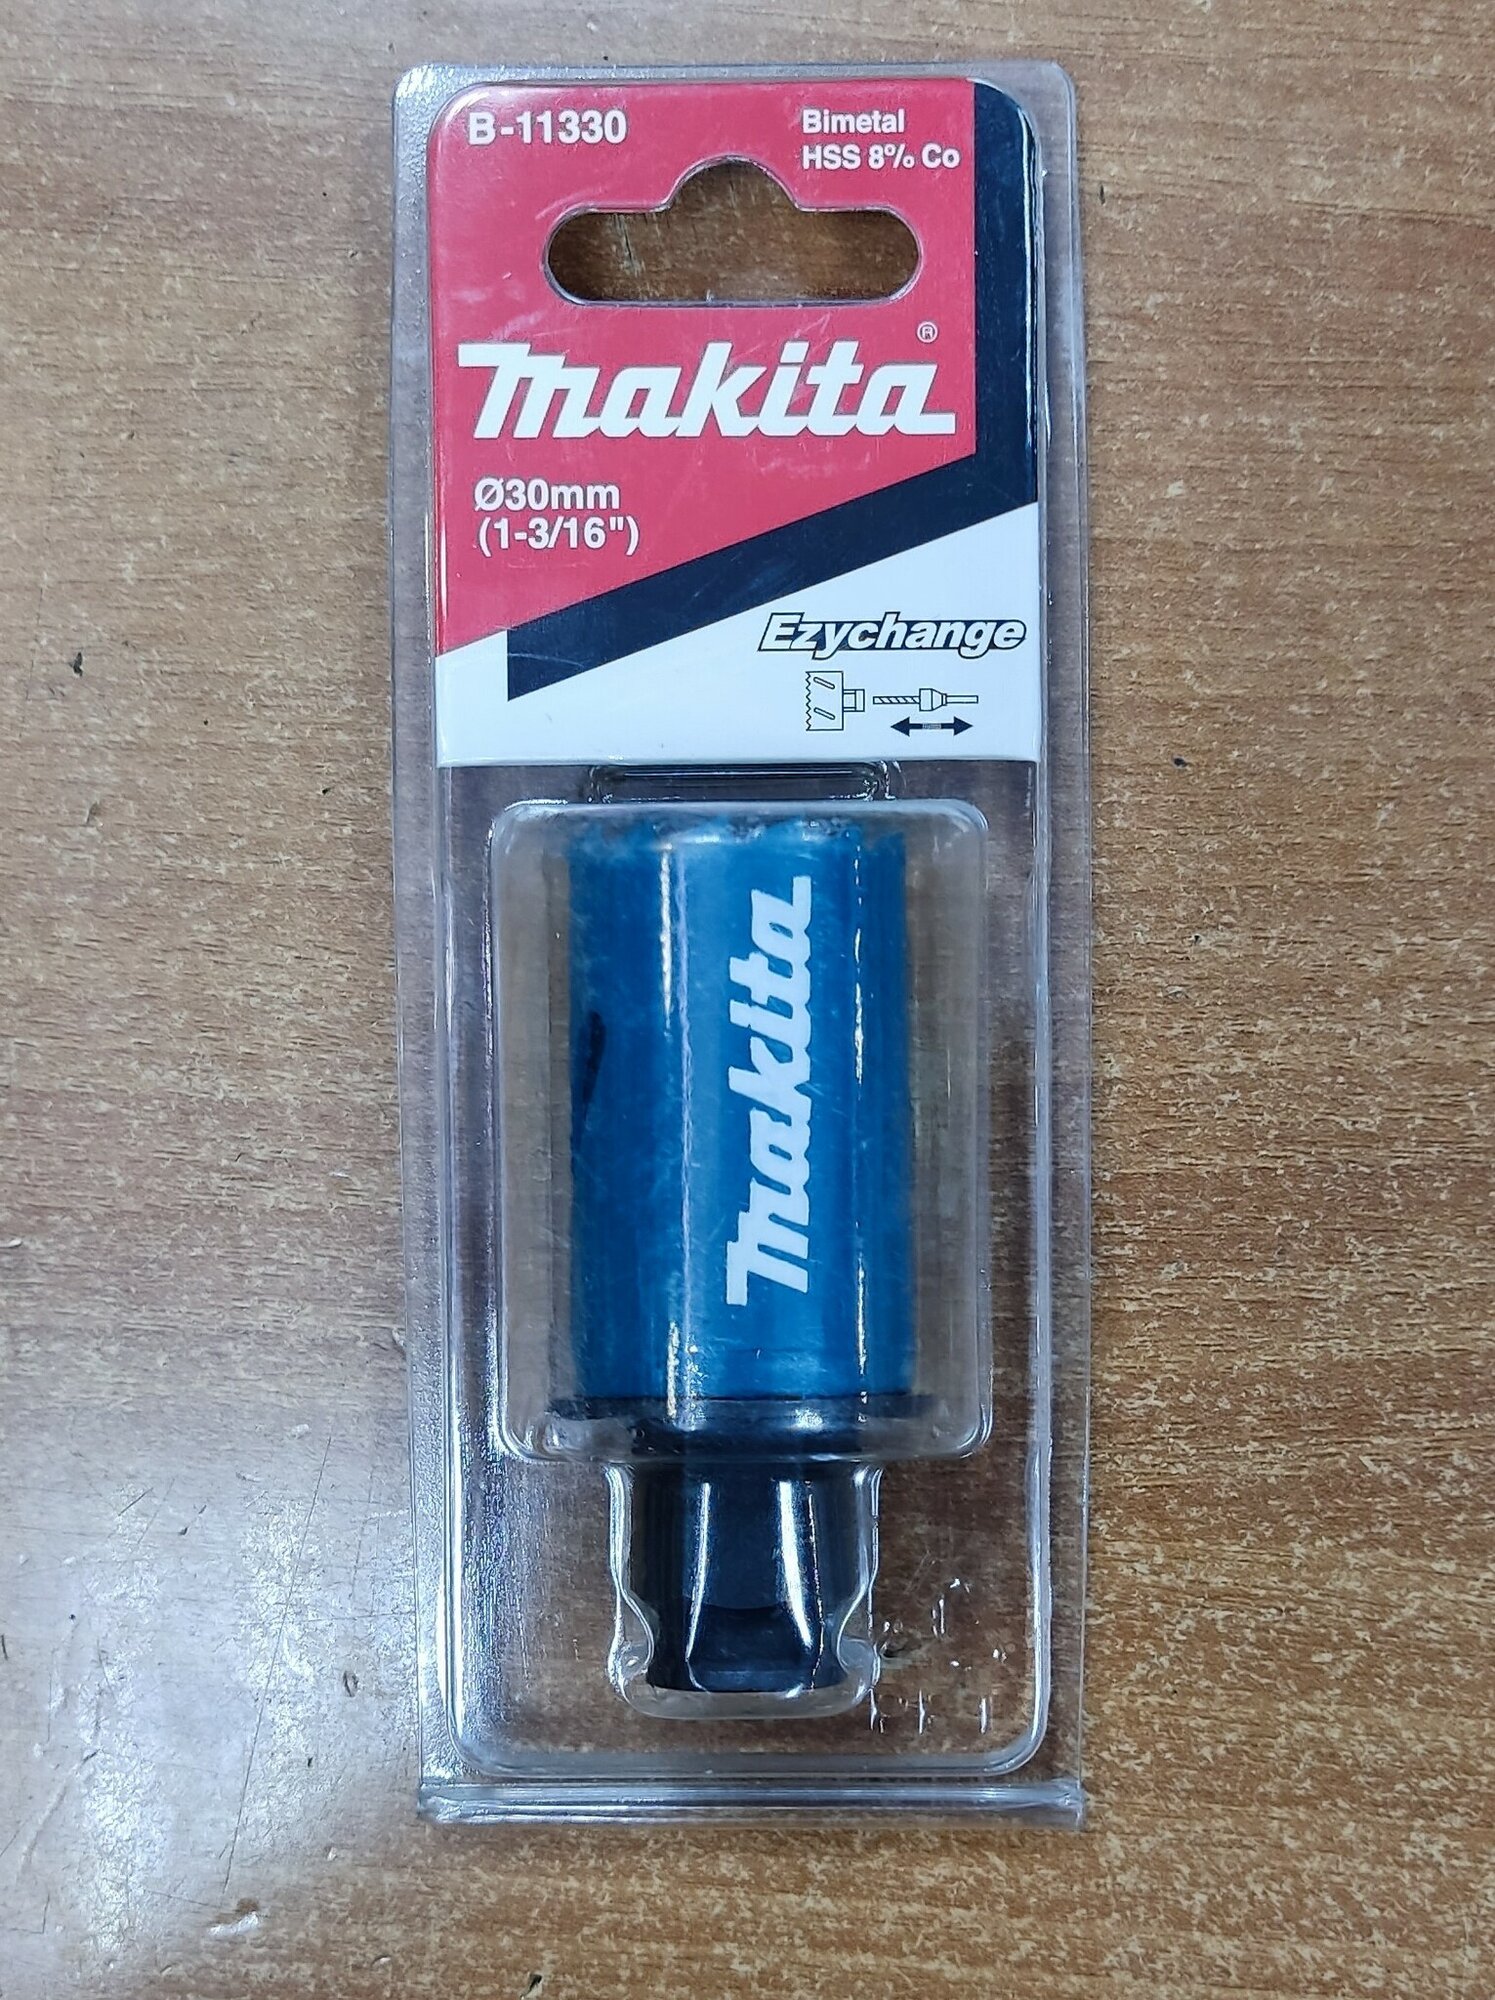 B-11330
Bimetal
HSS 8% Co
makita®
Ø30mm
(1-3/16")
Ezychange
makita